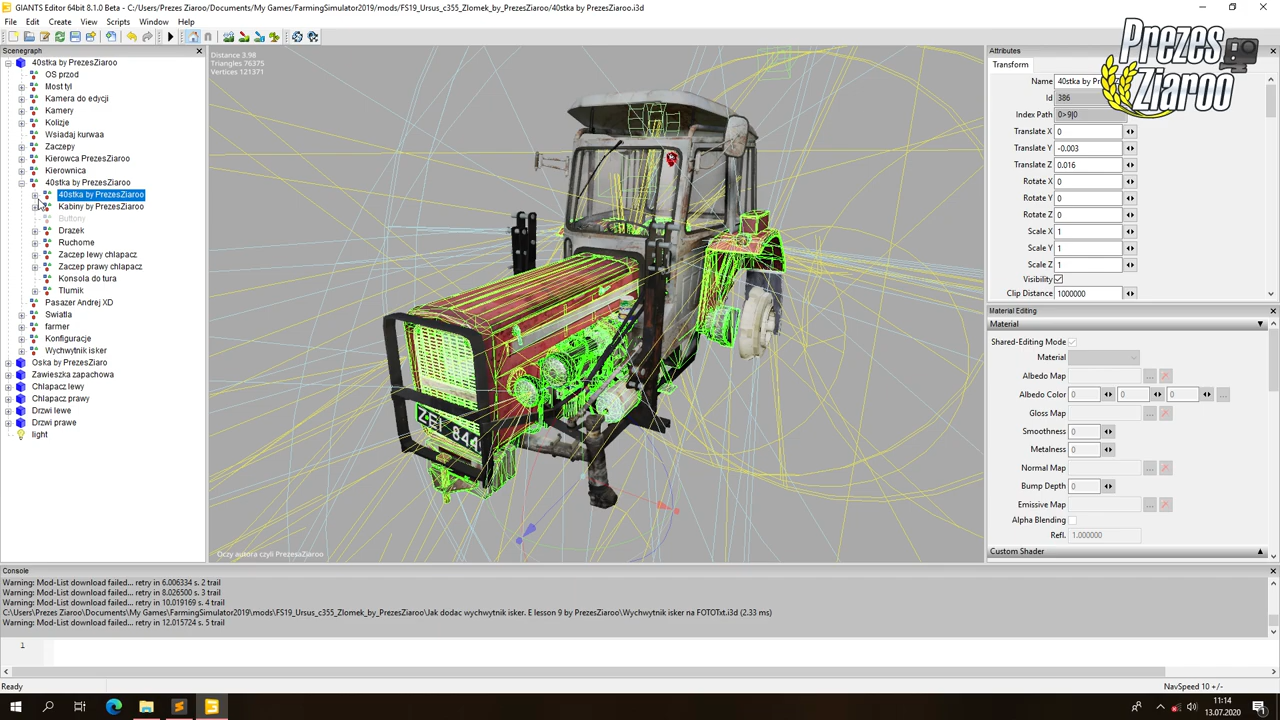 GIANTS Editor 64bit 8.1.0 Beta - C:/Users/Prezes Ziaroo/Documents/My Games/FarmingSimulator2019/mods/FS19_Ursus_c355_Zlomek_by_PrezesZiaroo/40stka by PrezesZiaroo.i3d
File Edit Create View Scripts Window Help
Scenegraph
40stka by PrezesZiaroo
OS przod
Most tyl
Kamera do edycji
Kamery
Kolizje
Wsiadaj kurwaa
Zaczepy
Kierowca PrezesZiaroo
Kierownica
40stka by PrezesZiaroo
40stka by PrezesZiaroo
Kabiny by PrezesZiaroo
Buttony
Drazek
Ruchome
Zaczep lewy chlapacz
Zaczep prawy chlapacz
Konsola do tura
Tlumik
Pasazer Andrej XD
Swiatla
farmer
Konfiguracje
Wychwytnik isker
Oska by PrezesZiaro
Zawieszka zapachowa
Chlapacz lewy
Chlapacz prawy
Drzwi lewe
Drzwi prawe
light
Distance 3.98
Triangles 76375
Vertices 121371
ZEI 844
Oczy autora czyli PrezesaZiaroo
Prezes
Ziaroo
Attributes
Transform
Name 40stka by Pr
Id 386
Index Path 0>9|0
Translate X 0
Translate Y -0.003
Translate Z 0.016
Rotate X 0
Rotate Y 0
Rotate Z 0
Scale X 1
Scale Y 1
Scale Z 1
Visibility
Clip Distance 1000000
Material Editing
Material
Shared-Editing Mode
Material
Albedo Map ...
Albedo Color 0 0 0 ...
Gloss Map ...
Smoothness 0
Metalness 0
Normal Map ...
Bump Depth 0
Emissive Map ...
Alpha Blending
Refl. 1.000000
Custom Shader
Console
Warning: Mod-List download failed... retry in 6.006334 s. 2 trail
Warning: Mod-List download failed... retry in 8.026500 s. 3 trail
Warning: Mod-List download failed... retry in 10.019169 s. 4 trail
C:\Users\Prezes Ziaroo\Documents\My Games\FarmingSimulator2019\mods\FS19_Ursus_c355_Zlomek_by_PrezesZiaroo\Jak dodac wychwytnik isker. E lesson 9 by PrezesZiaroo\Wychwytnik isker na FOTOTxt.i3d (2.33 ms)
Warning: Mod-List download failed... retry in 12.015724 s. 5 trail
1
Ready
NavSpeed 10 +/-
11:14
13.07.2020